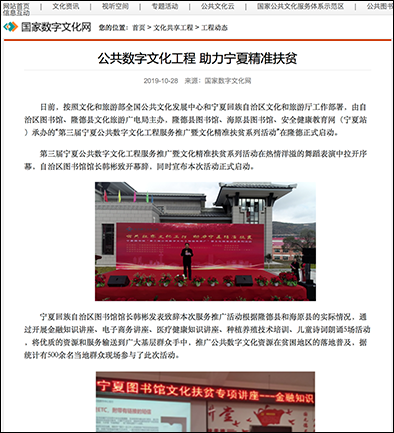 网站首页 | 文化资讯 | 视听空间 | 专题活动 | 公共文化云 | 国家公共文化服务体系示范区 | 公共图书
信息互动
国家数字文化网 您的位置：首页 > 文化共享工程 > 工程动态
公共数字文化工程 助力宁夏精准扶贫
2019-10-28 来源：国家数字文化网
日前，按照文化和旅游部全国公共文化发展中心和宁夏回族自治区文化和旅游厅工作部署，由自
治区图书馆、隆德县文化旅游广电局主办，隆德县图书馆、海原县图书馆、安全健康教育网（宁夏站
）承办的“第三届宁夏公共数字文化工程服务推广暨文化精准扶贫系列活动”在隆德正式启动。
第三届宁夏公共数字文化工程服务推广暨文化精准扶贫系列活动在热情洋溢的舞蹈表演中拉开序
幕。自治区图书馆馆长韩彬致开幕辞，同时宣布本次活动正式启动。
宁夏回族自治区图书馆馆长韩彬发表致辞本次服务推广活动根据隆德县和海原县的实际情况，通
过开展金融知识讲座、电子商务讲座、医疗健康知识讲座、种植养殖技术培训、儿童诗词朗诵5场活动
，将优质的资源和服务输送到广大基层群众手中，推广公共数字文化资源在贫困地区的落地普及，据
统计有500余名当地群众现场参与了此次活动。
宁夏图书馆文化扶贫专项讲座---金融知识